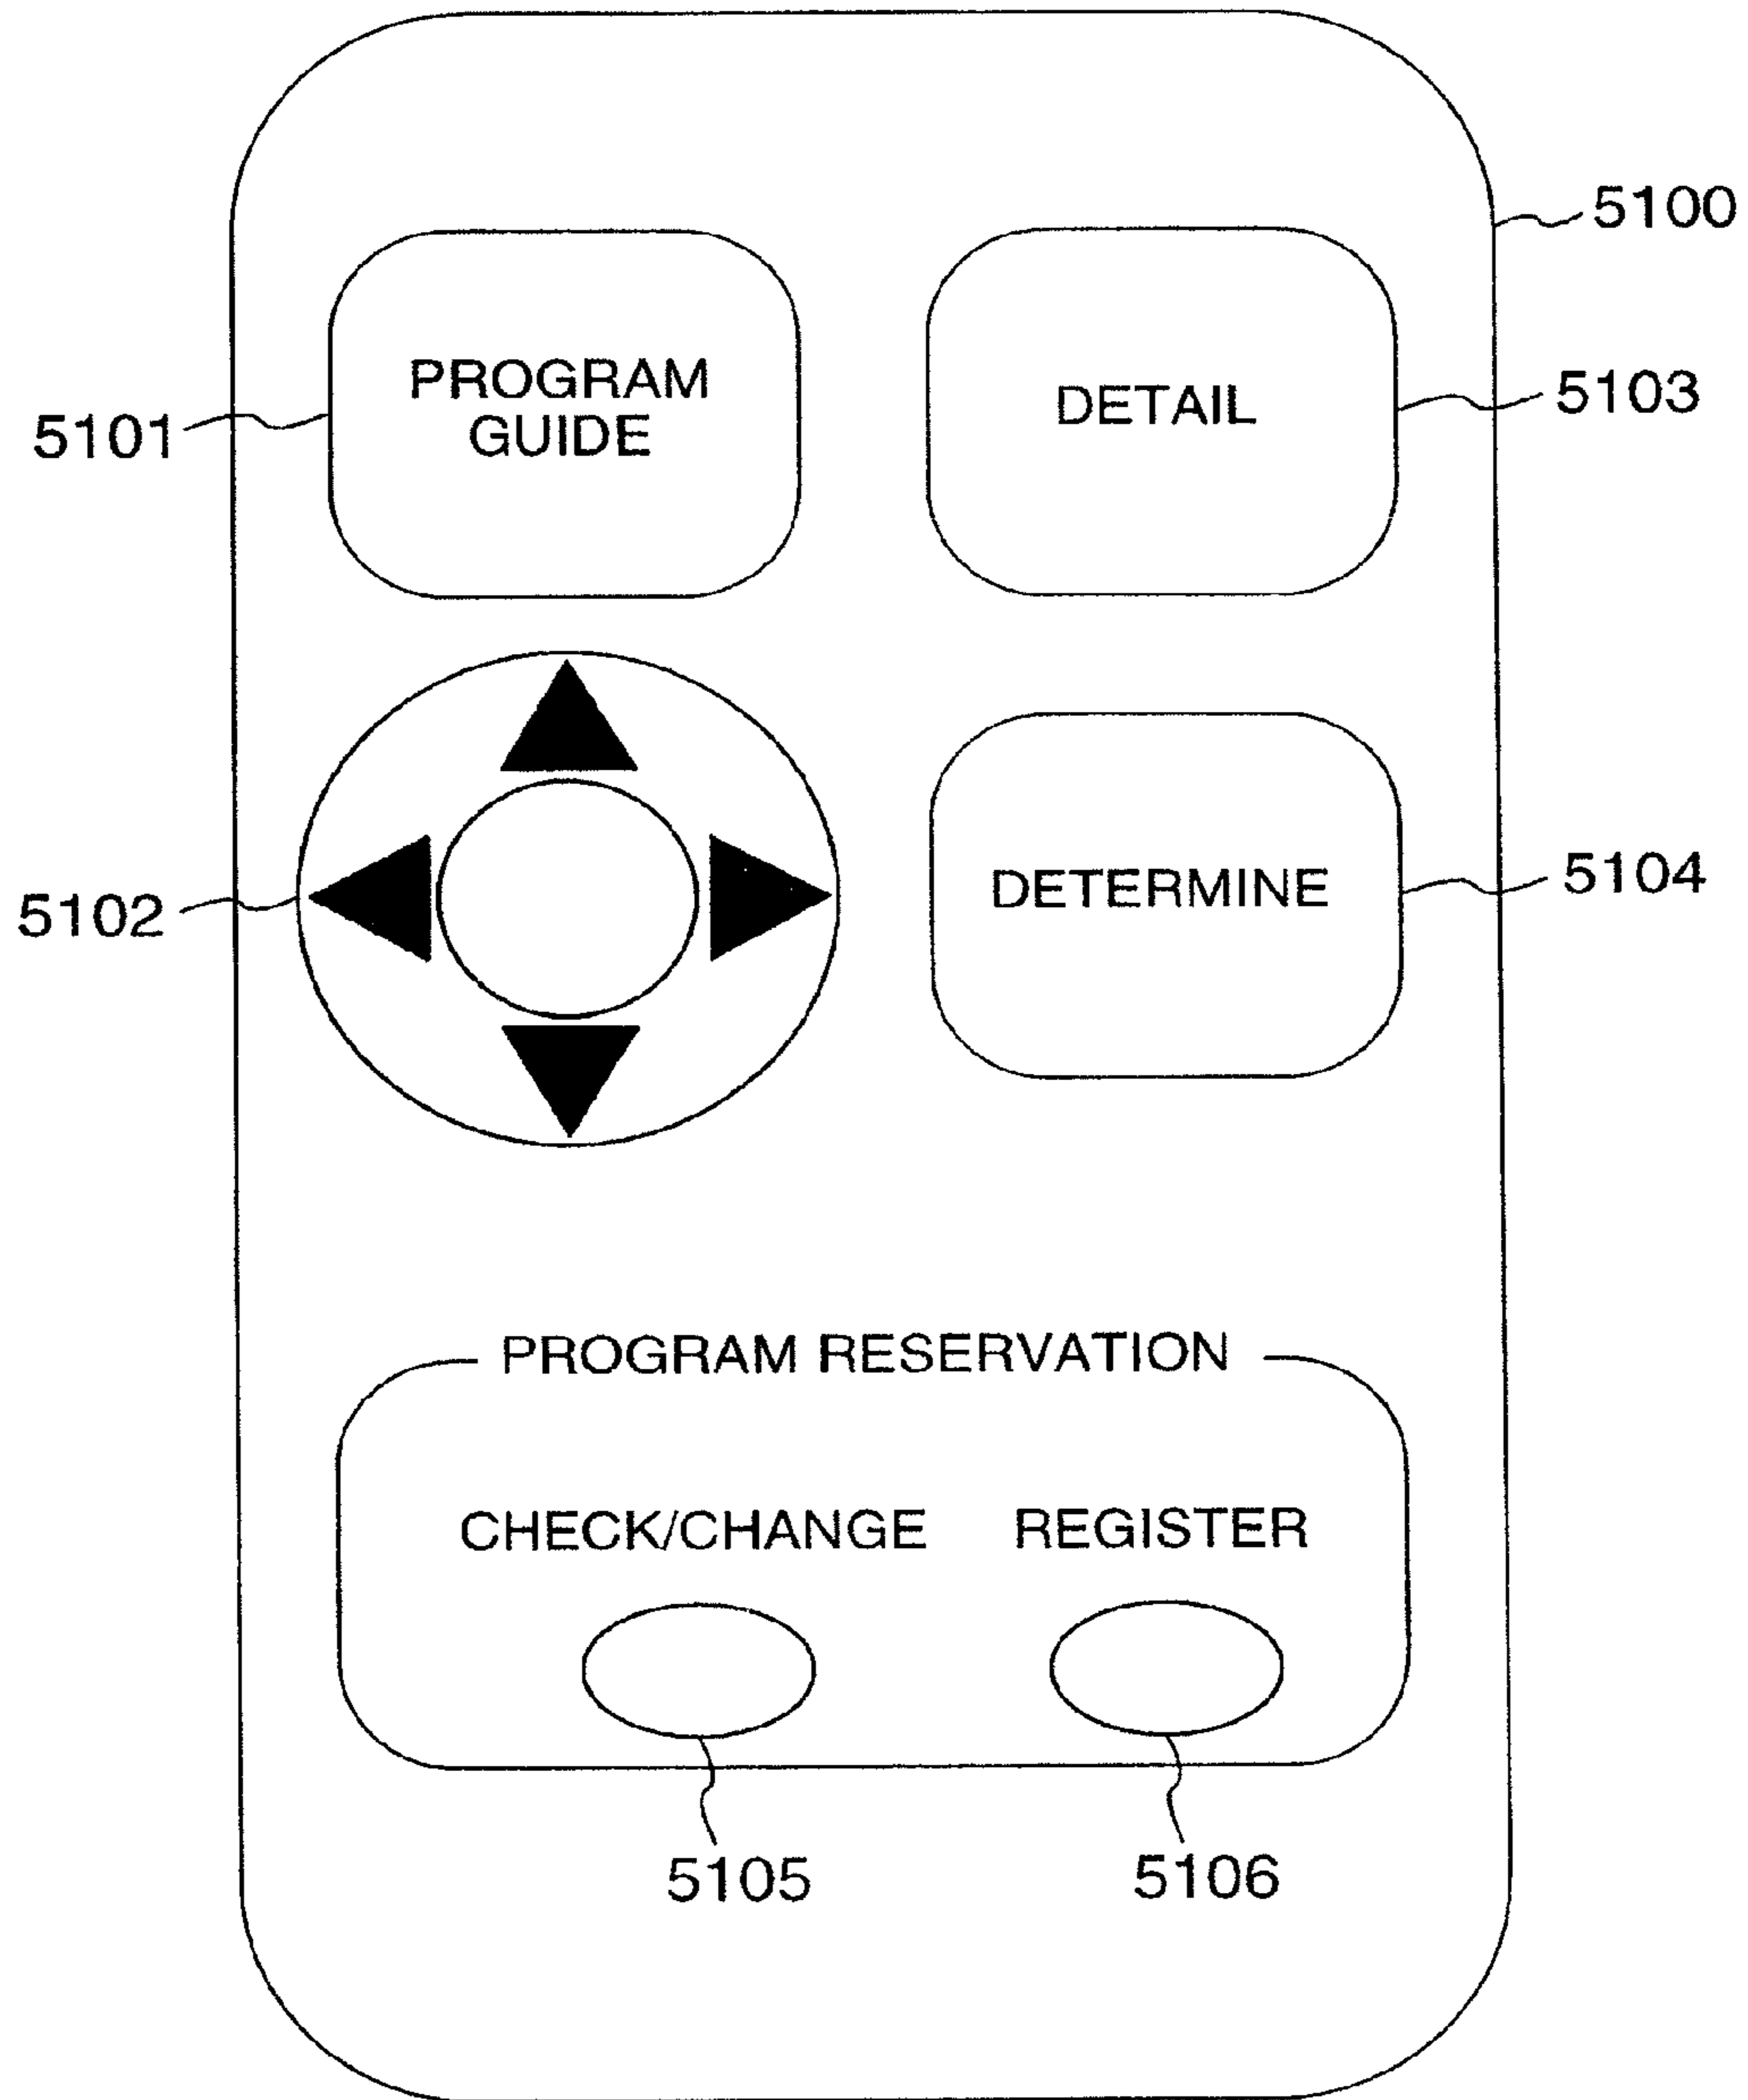 5100
PROGRAM
GUIDE
5101
DETAIL
5103
5102
DETERMINE
5104
PROGRAM RESERVATION
CHECK/CHANGE
REGISTER
5105
5106